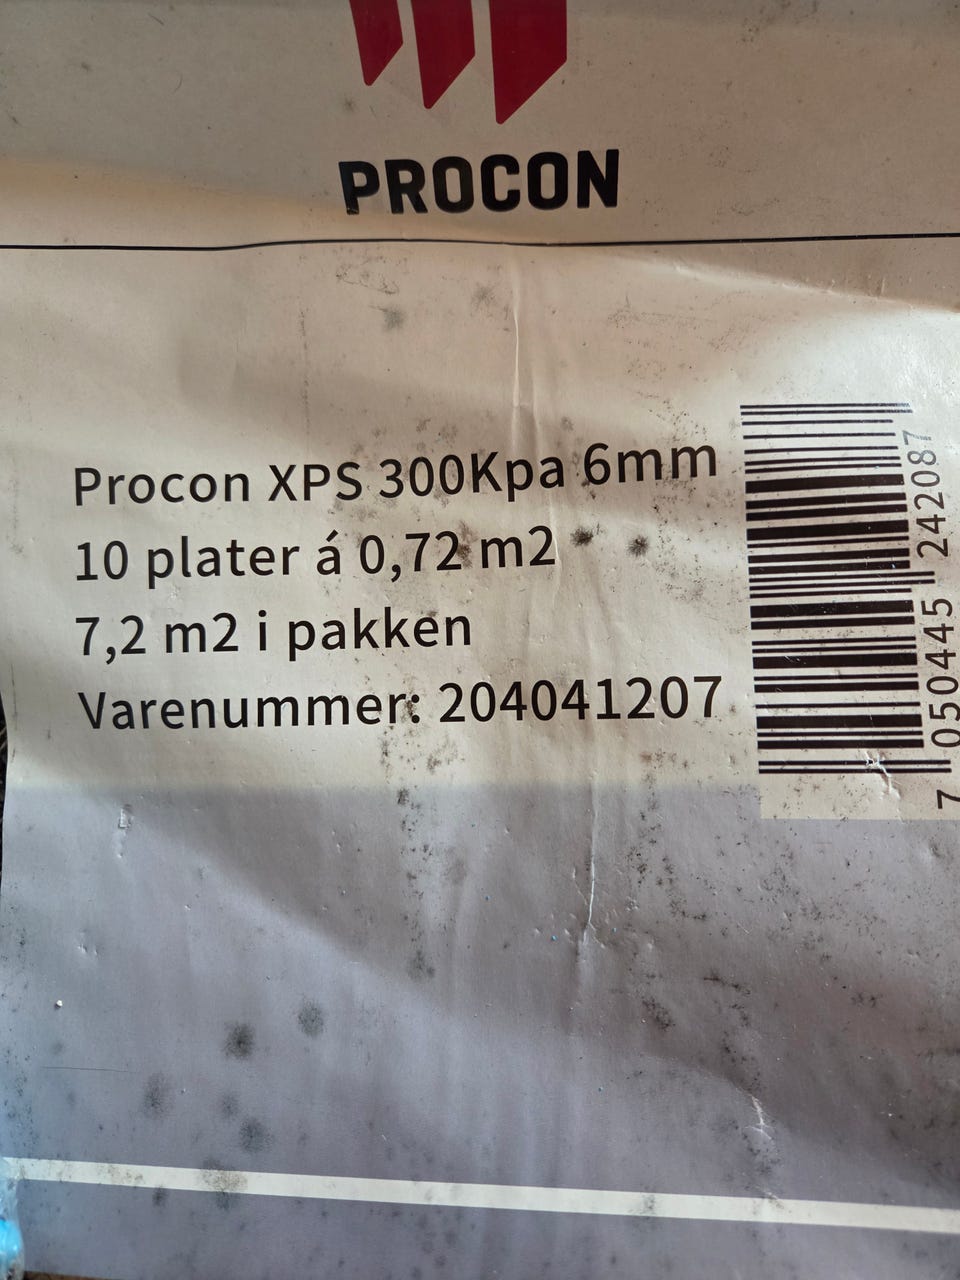 PROCON
Procon XPS 300Kpa 6mm
10 plater á 0,72 m2
7,2 m2 i pakken
Varenummer: 204041207
7 050445 242087